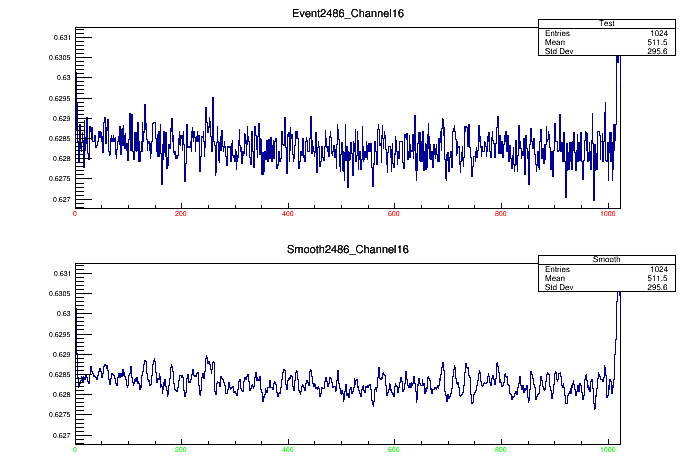 Event2486_Channel16
Test
Entries 1024
Mean 511.5
Std Dev 295.6
0.631
0.6305
0.63
0.6295
0.629
0.6285
0.628
0.6275
0.627
0 200 400 600 800 1000
Smooth2486_Channel16
Smooth
Entries 1024
Mean 511.5
Std Dev 295.6
0.631
0.6305
0.63
0.629
0.629
0.6285
0.628
0.6275
0.627
0 200 400 600 800 1000